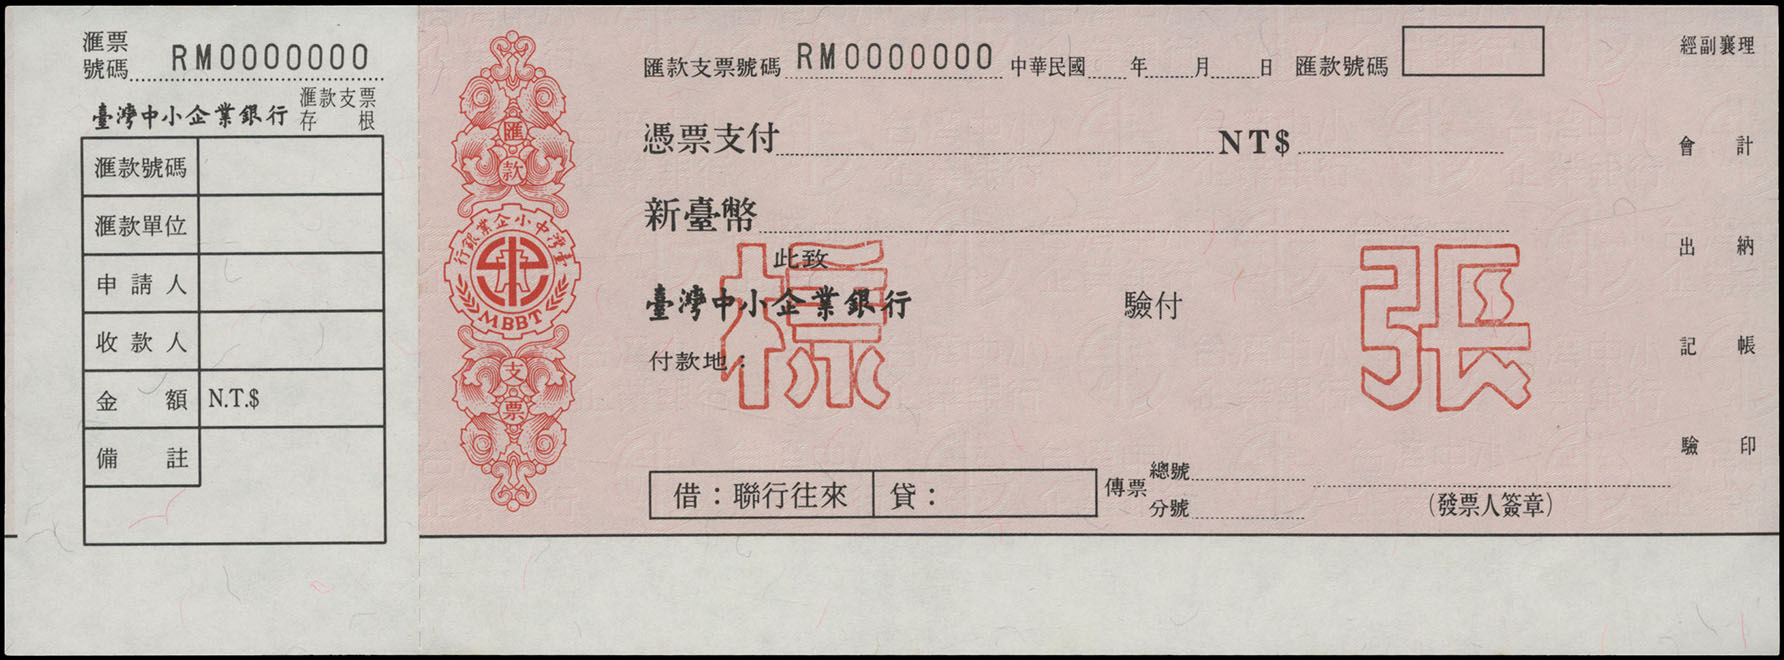 滙票
號碼 RM0000000
臺灣中小企業銀行 滙款支票存根
滙款號碼
滙款單位
申請人
收款人
金額 N.T.$
備註
匯款
臺灣中小企業銀行
MBBT
支票
匯款支票號碼 RM0000000 中華民國 年 月 日 匯款號碼
憑票支付 NT$
新臺幣
此致
臺灣中小企業銀行 驗付
付款地：
標張
借：聯行往來 貸：
傳票 總號
分號
(發票人簽章)
經副襄理
會計
出納
記帳
驗印